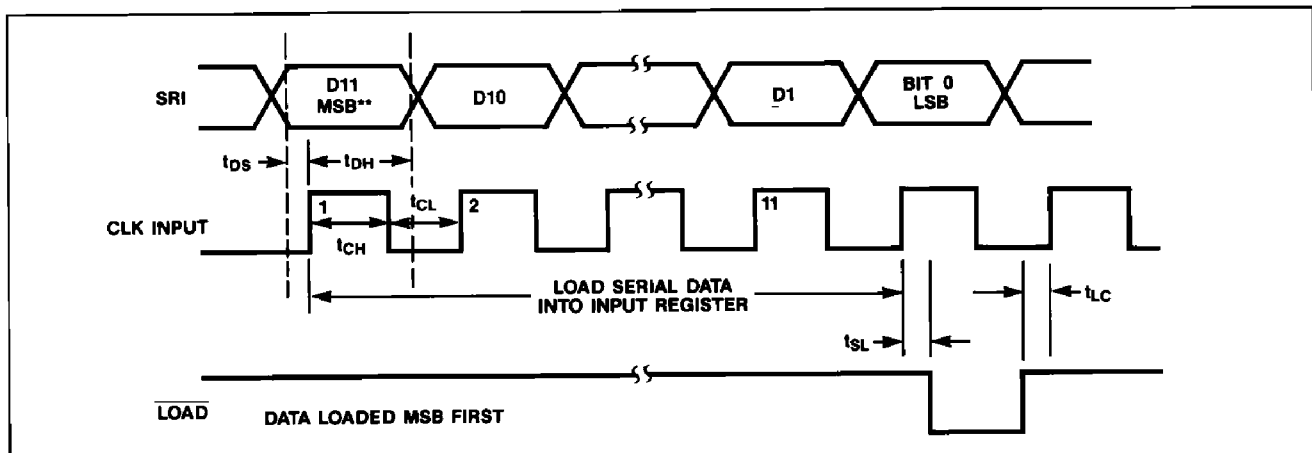 SRI
D11
MSB**
D10
D1
BIT 0
LSB
tDS
tDH
CLK INPUT
1
tCH
tCL
2
11
LOAD SERIAL DATA
INTO INPUT REGISTER
tLC
tSL
LOAD
DATA LOADED MSB FIRST